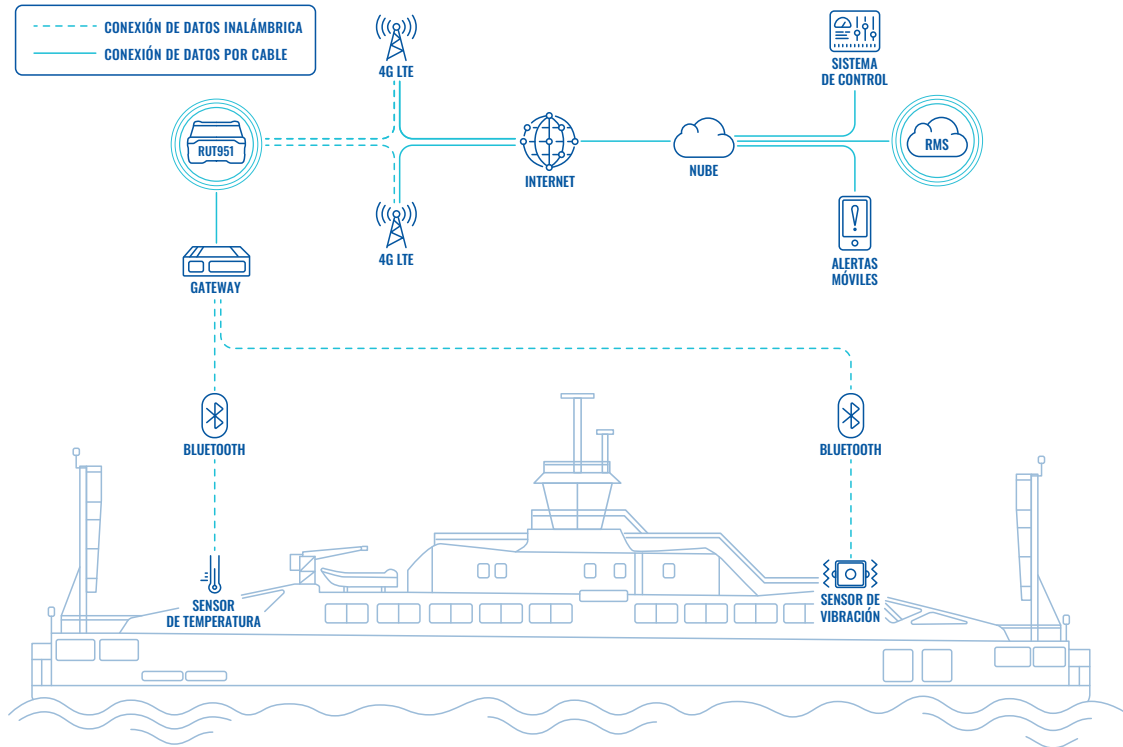 CONEXIÓN DE DATOS INALÁMBRICA
CONEXIÓN DE DATOS POR CABLE
4G LTE
SISTEMA
DE CONTROL
RUT951
INTERNET
NUBE
RMS
4G LTE
ALERTAS
MÓVILES
GATEWAY
BLUETOOTH
BLUETOOTH
SENSOR
DE TEMPERATURA
SENSOR DE
VIBRACIÓN